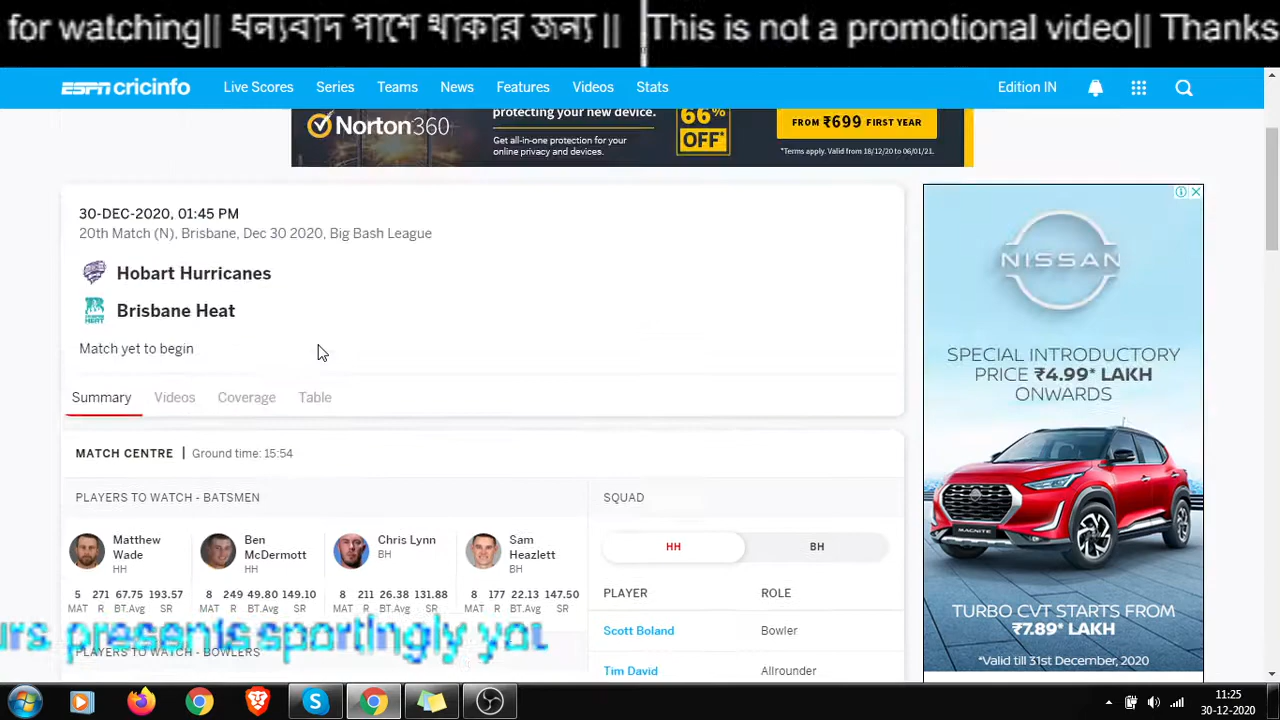 for watching|| ধন্যবাদ পাশে থাকার জন্য || This is not a promotional video|| Thanks
ESPN cricinfo Live Scores Series Teams News Features Videos Stats Edition IN
protecting your new device.
Norton360
Get all-in-one protection for your
online privacy and devices.
66%
OFF*
FROM ₹699 FIRST YEAR
*Terms apply. Valid from 18/12/20 to 06/01/21.
30-DEC-2020, 01:45 PM
20th Match (N), Brisbane, Dec 30 2020, Big Bash League
Hobart Hurricanes
Brisbane Heat
Match yet to begin
Summary Videos Coverage Table
MATCH CENTRE | Ground time: 15:54
PLAYERS TO WATCH - BATSMEN
Matthew Wade
HH
5 271 67.75 193.57
MAT R BT.Avg SR
Ben McDermott
HH
8 249 49.80 149.10
MAT R BT.Avg SR
Chris Lynn
BH
8 211 26.38 131.88
MAT R BT.Avg SR
Sam Heazlett
BH
8 177 22.13 147.50
MAT R BT.Avg SR
PLAYERS TO WATCH - BOWLERS
urs presents sportingly yours
SQUAD
HH BH
PLAYER ROLE
Scott Boland Bowler
Tim David Allrounder
NISSAN
SPECIAL INTRODUCTORY
PRICE ₹4.99* LAKH
ONWARDS
MAGNITE
TURBO CVT STARTS FROM
₹7.89* LAKH
*Valid till 31st December, 2020
11:25
30-12-2020